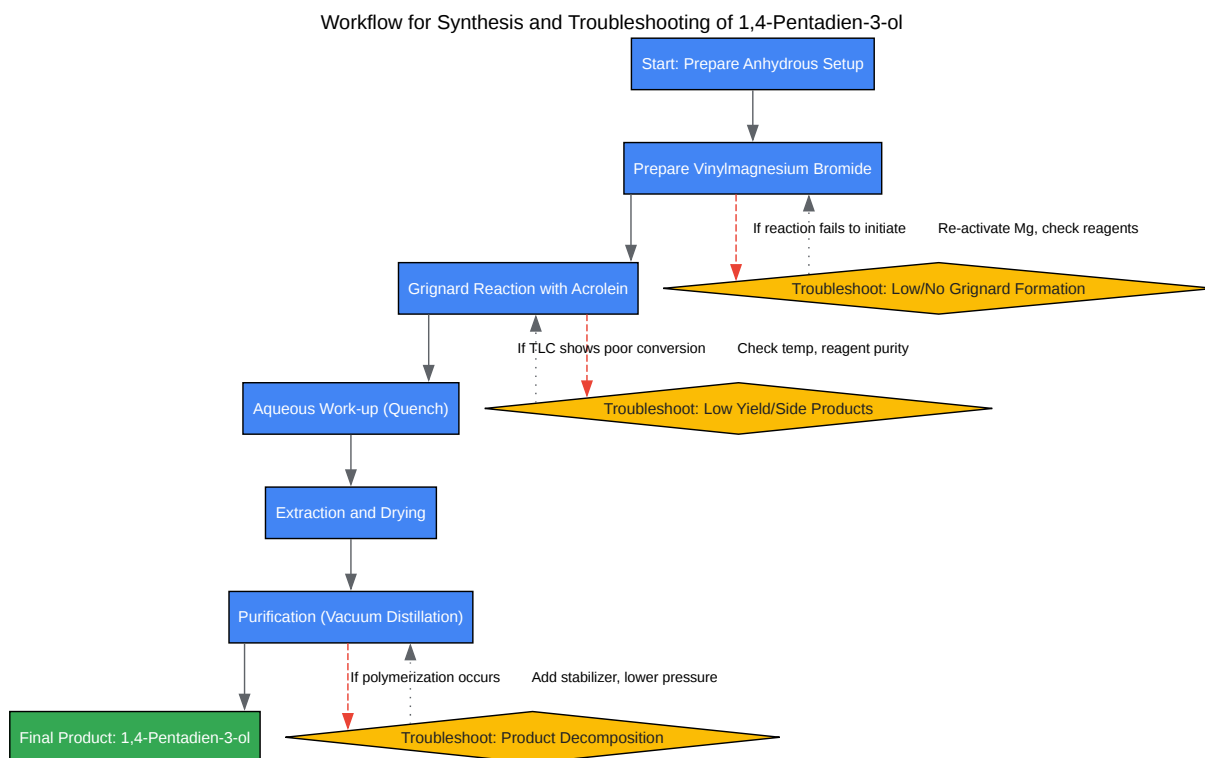 Workflow for Synthesis and Troubleshooting of 1,4-Pentadien-3-ol
Start: Prepare Anhydrous Setup
Prepare Vinylmagnesium Bromide
If reaction fails to initiate
Re-activate Mg, check reagents
Grignard Reaction with Acrolein
Troubleshoot: Low/No Grignard Formation
If TLC shows poor conversion
Check temp, reagent purity
Aqueous Work-up (Quench)
Troubleshoot: Low Yield/Side Products
Extraction and Drying
Purification (Vacuum Distillation)
If polymerization occurs
Add stabilizer, lower pressure
Final Product: 1,4-Pentadien-3-ol
Troubleshoot: Product Decomposition